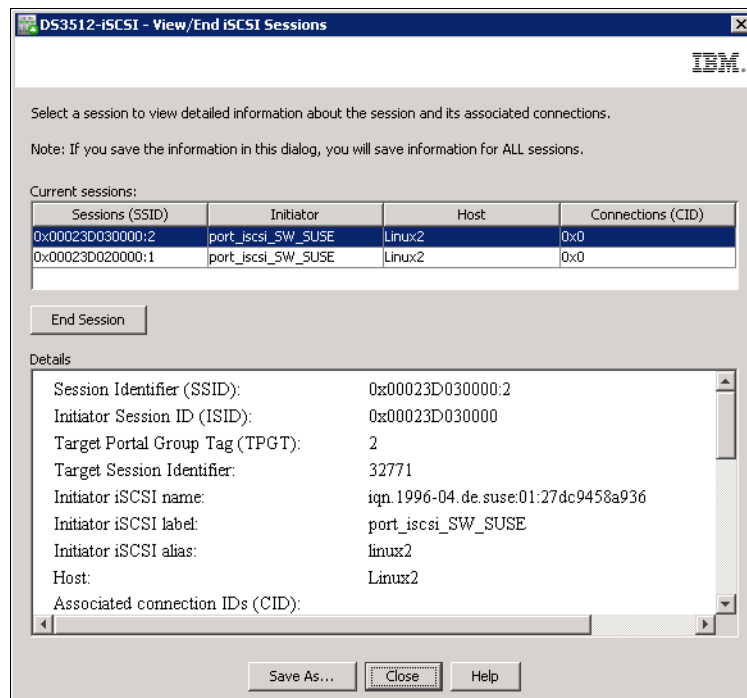 DS3512-iSCSI - View/End iSCSI Sessions
IBM.
Select a session to view detailed information about the session and its associated connections.
Note: If you save the information in this dialog, you will save information for ALL sessions.
Current sessions:
Sessions (SSID) Initiator Host Connections (CID)
0x00023D030000:2 port_iscsi_SW_SUSE Linux2 0x0
0x00023D020000:1 port_iscsi_SW_SUSE Linux2 0x0
End Session
Details
Session Identifier (SSID): 0x00023D030000:2
Initiator Session ID (ISID): 0x00023D030000
Target Portal Group Tag (TPGT): 2
Target Session Identifier: 32771
Initiator iSCSI name: iqn.1996-04.de.suse:01:27dc9458a936
Initiator iSCSI label: port_iscsi_SW_SUSE
Initiator iSCSI alias: linux2
Host: Linux2
Associated connection IDs (CID):
Save As... Close Help